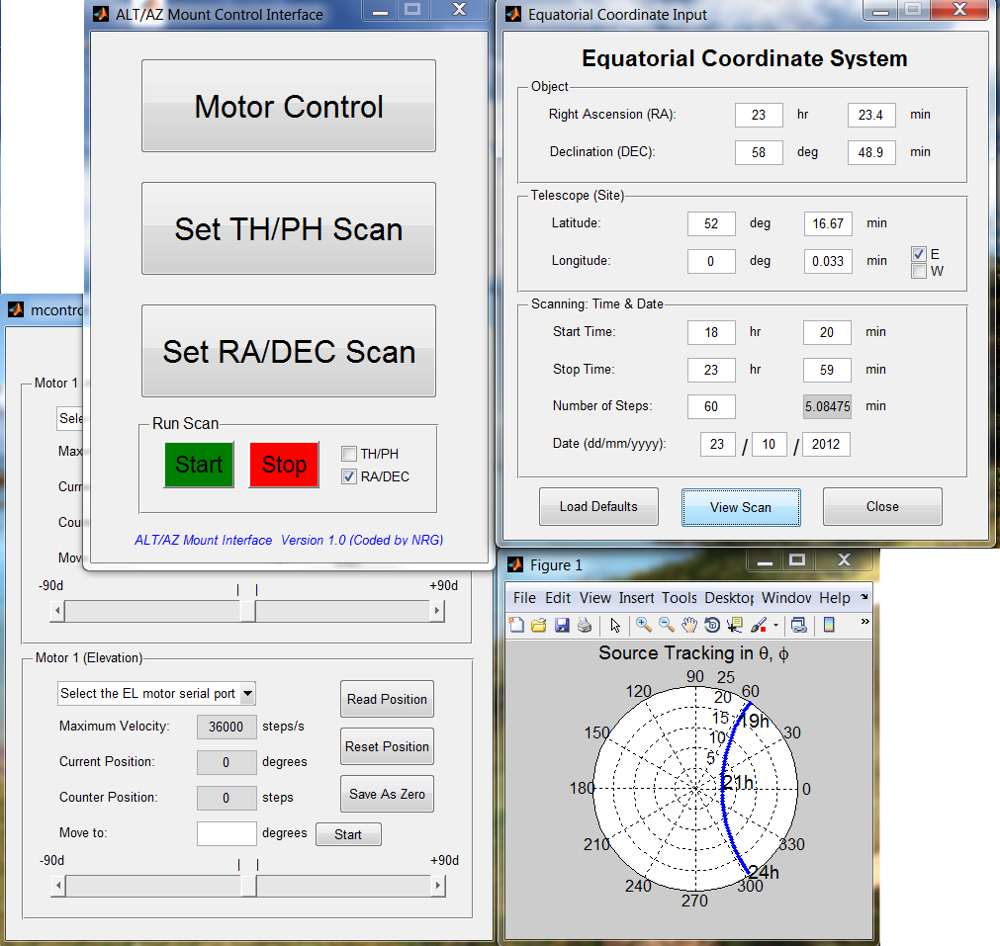 ALT/AZ Mount Control Interface
Motor Control
Set TH/PH Scan
Set RA/DEC Scan
Run Scan
Start Stop TH/PH
RA/DEC
ALT/AZ Mount Interface Version 1.0 (Coded by NRG)
Equatorial Coordinate Input
Equatorial Coordinate System
Object
Right Ascension (RA): 23 hr 23.4 min
Declination (DEC): 58 deg 48.9 min
Telescope (Site)
Latitude: 52 deg 16.67 min
Longitude: 0 deg 0.033 min E
W
Scanning: Time & Date
Start Time: 18 hr 20 min
Stop Time: 23 hr 59 min
Number of Steps: 60 5.08475 min
Date (dd/mm/yyyy): 23 / 10 / 2012
Load Defaults View Scan Close
mcontro
Motor 1
Sele
Max
Curr
Cou
Mov
-90d | | +90d
Motor 1 (Elevation)
Select the EL motor serial port Read Position
Maximum Velocity: 36000 steps/s
Reset Position
Current Position: 0 degrees
Counter Position: 0 steps Save As Zero
Move to: degrees Start
-90d | | +90d
Figure 1
File Edit View Insert Tools Desktop Window Help
Source Tracking in θ, ϕ
90 25
120 20 60
15 19h
150 10 30
5
180 21h 0
210 330
24h
240 300
270